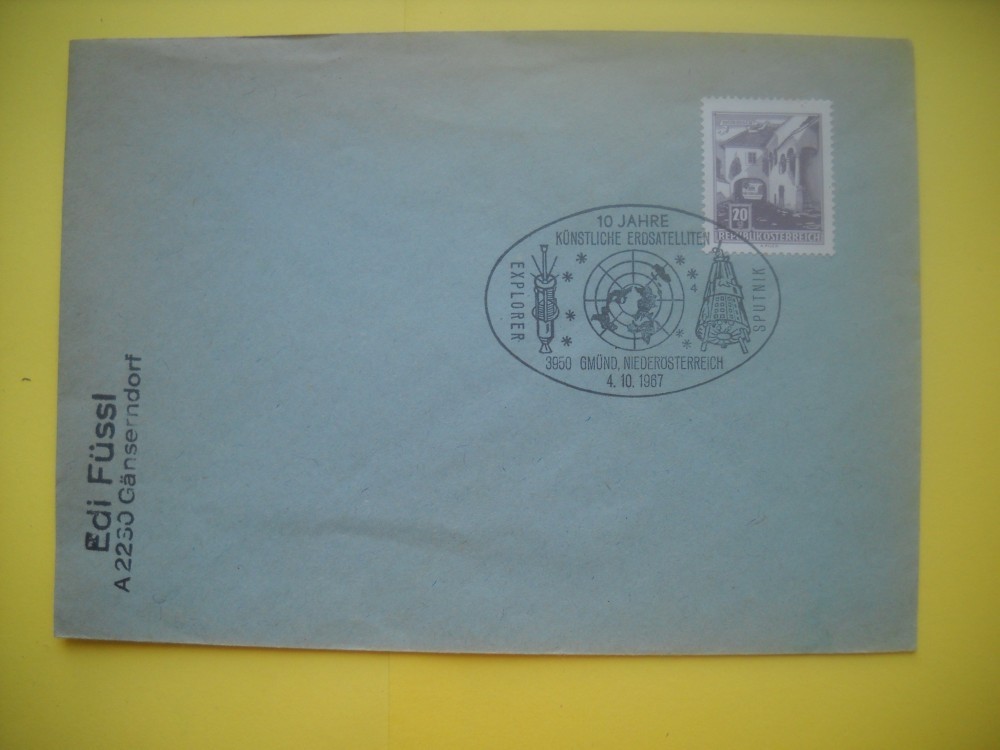 20
REPUBLIK ÖSTERREICH
10 JAHRE
KÜNSTLICHE ERDSATELLITEN
EXPLORER
SPUTNIK
3950 GMÜND, NIEDERÖSTERREICH
4. 10. 1967
Edi Füssl
A 2230 Gänserndorf